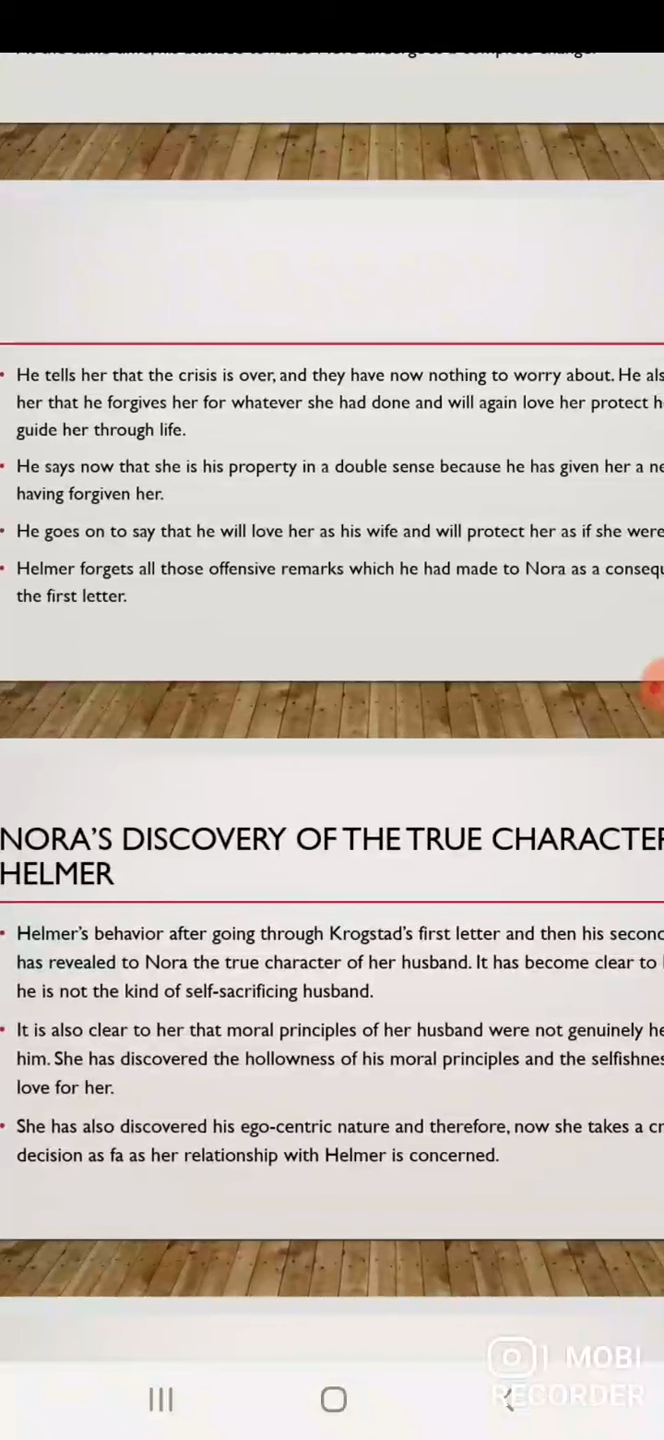 He tells her that the crisis is over, and they have now nothing to worry about. He
her that he forgives her for whatever she had done and will again love her protect
guide her through life.
He says now that she is his property in a double sense because he has given her a
having forgiven her.
He goes on to say that he will love her as his wife and will protect her as if she were
Helmer forgets all those offensive remarks which he had made to Nora as a
the first letter.
NORA'S DISCOVERY OF THE TRUE
HELMER
Helmer's behavior after going through Krogstad's first letter and then his
has revealed to Nora the true character of her husband. It has become clear to
he is not the kind of self-sacrificing husband.
It is also clear to her that moral principles of her husband were not genuinely
him. She has discovered the hollowness of his moral principles and the
love for her.
She has also discovered his ego-centric nature and therefore, now she takes a
decision as fa as her relationship with Helmer is concerned.
MOBI
RECORDER